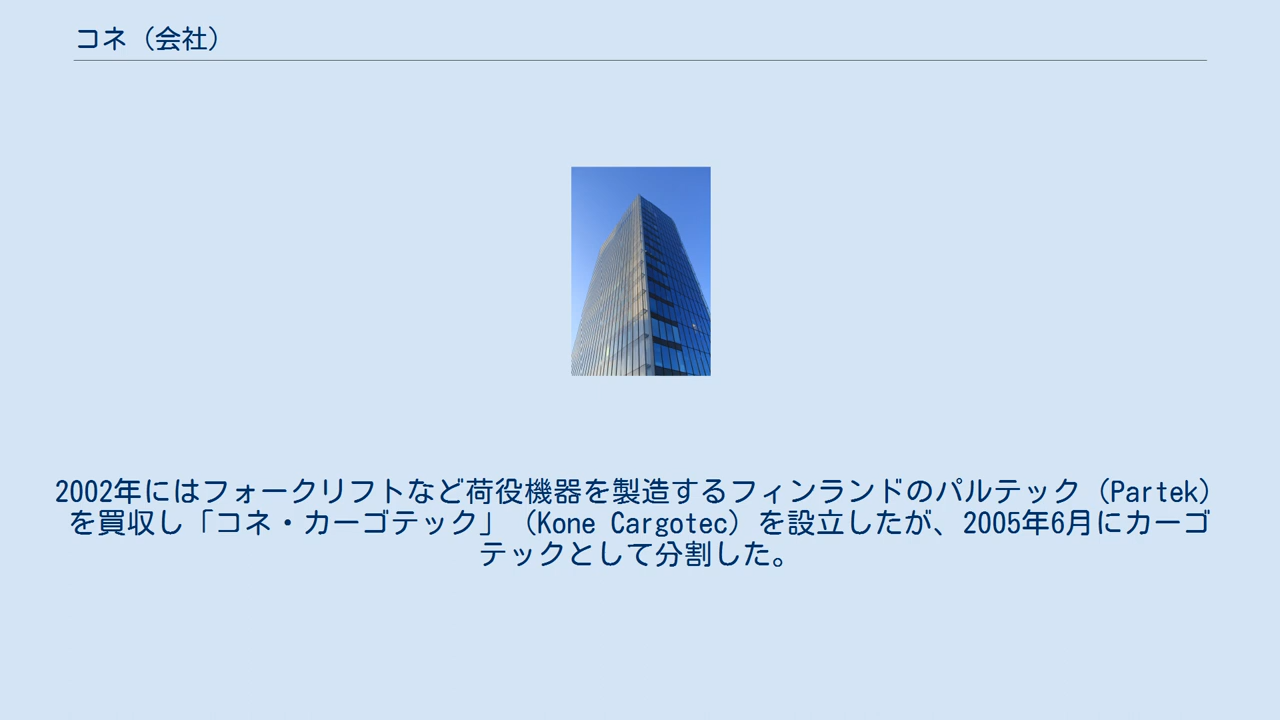 コネ（会社）
2002年にはフォークリフトなど荷役機器を製造するフィンランドのパルテック（Partek）
を買収し「コネ・カーゴテック」（Kone Cargotec）を設立したが、2005年6月にカーゴ
テックとして分割した。